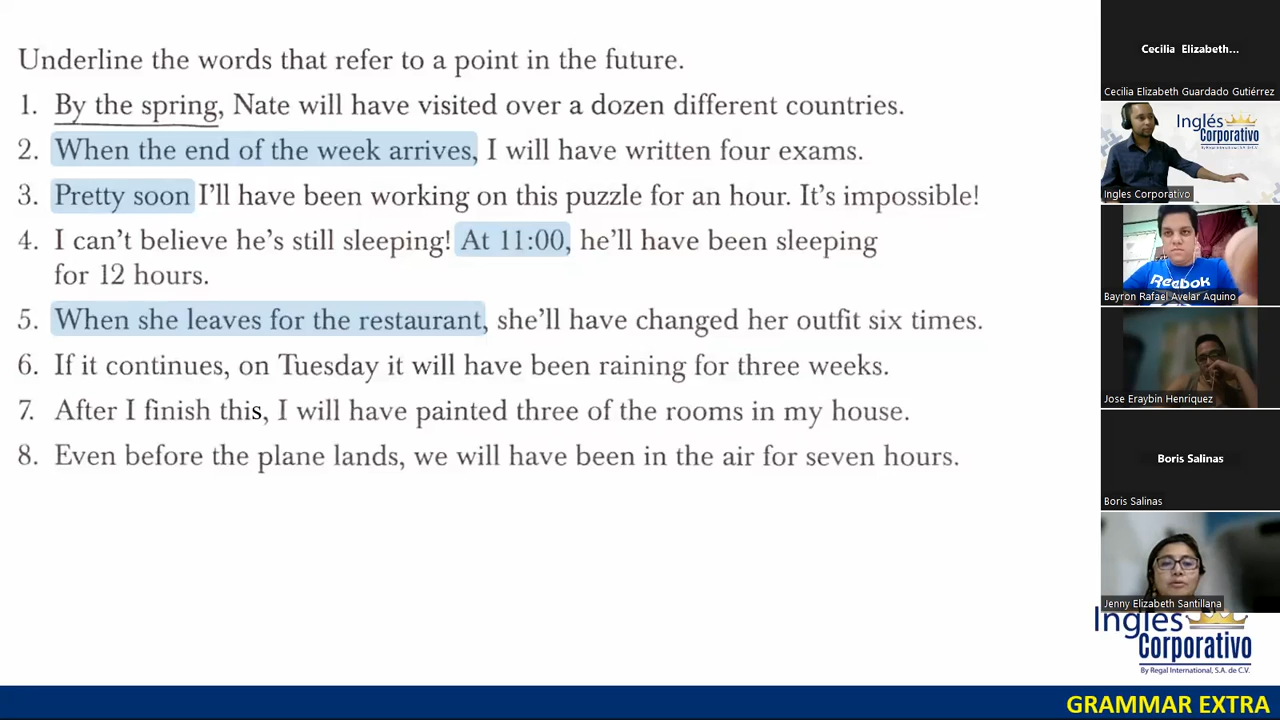 Underline the words that refer to a point in the future.
1. By the spring, Nate will have visited over a dozen different countries.
2. When the end of the week arrives, I will have written four exams.
3. Pretty soon I'll have been working on this puzzle for an hour. It's impossible!
4. I can't believe he's still sleeping! At 11:00, he'll have been sleeping
for 12 hours.
5. When she leaves for the restaurant, she'll have changed her outfit six times.
6. If it continues, on Tuesday it will have been raining for three weeks.
7. After I finish this, I will have painted three of the rooms in my house.
8. Even before the plane lands, we will have been in the air for seven hours.
Cecilia Elizabeth...
Cecilia Elizabeth Guardado Gutiérrez
Inglés
Corporativo
By Regal International, S.A. de C.V.
Ingles Corporativo
Reebok
Bayron Rafael Avelar Aquino
Jose Eraybin Henriquez
Boris Salinas
Boris Salinas
Jenny Elizabeth Santillana
Inglés
Corporativo
By Regal International, S.A. de C.V.
GRAMMAR EXTRA